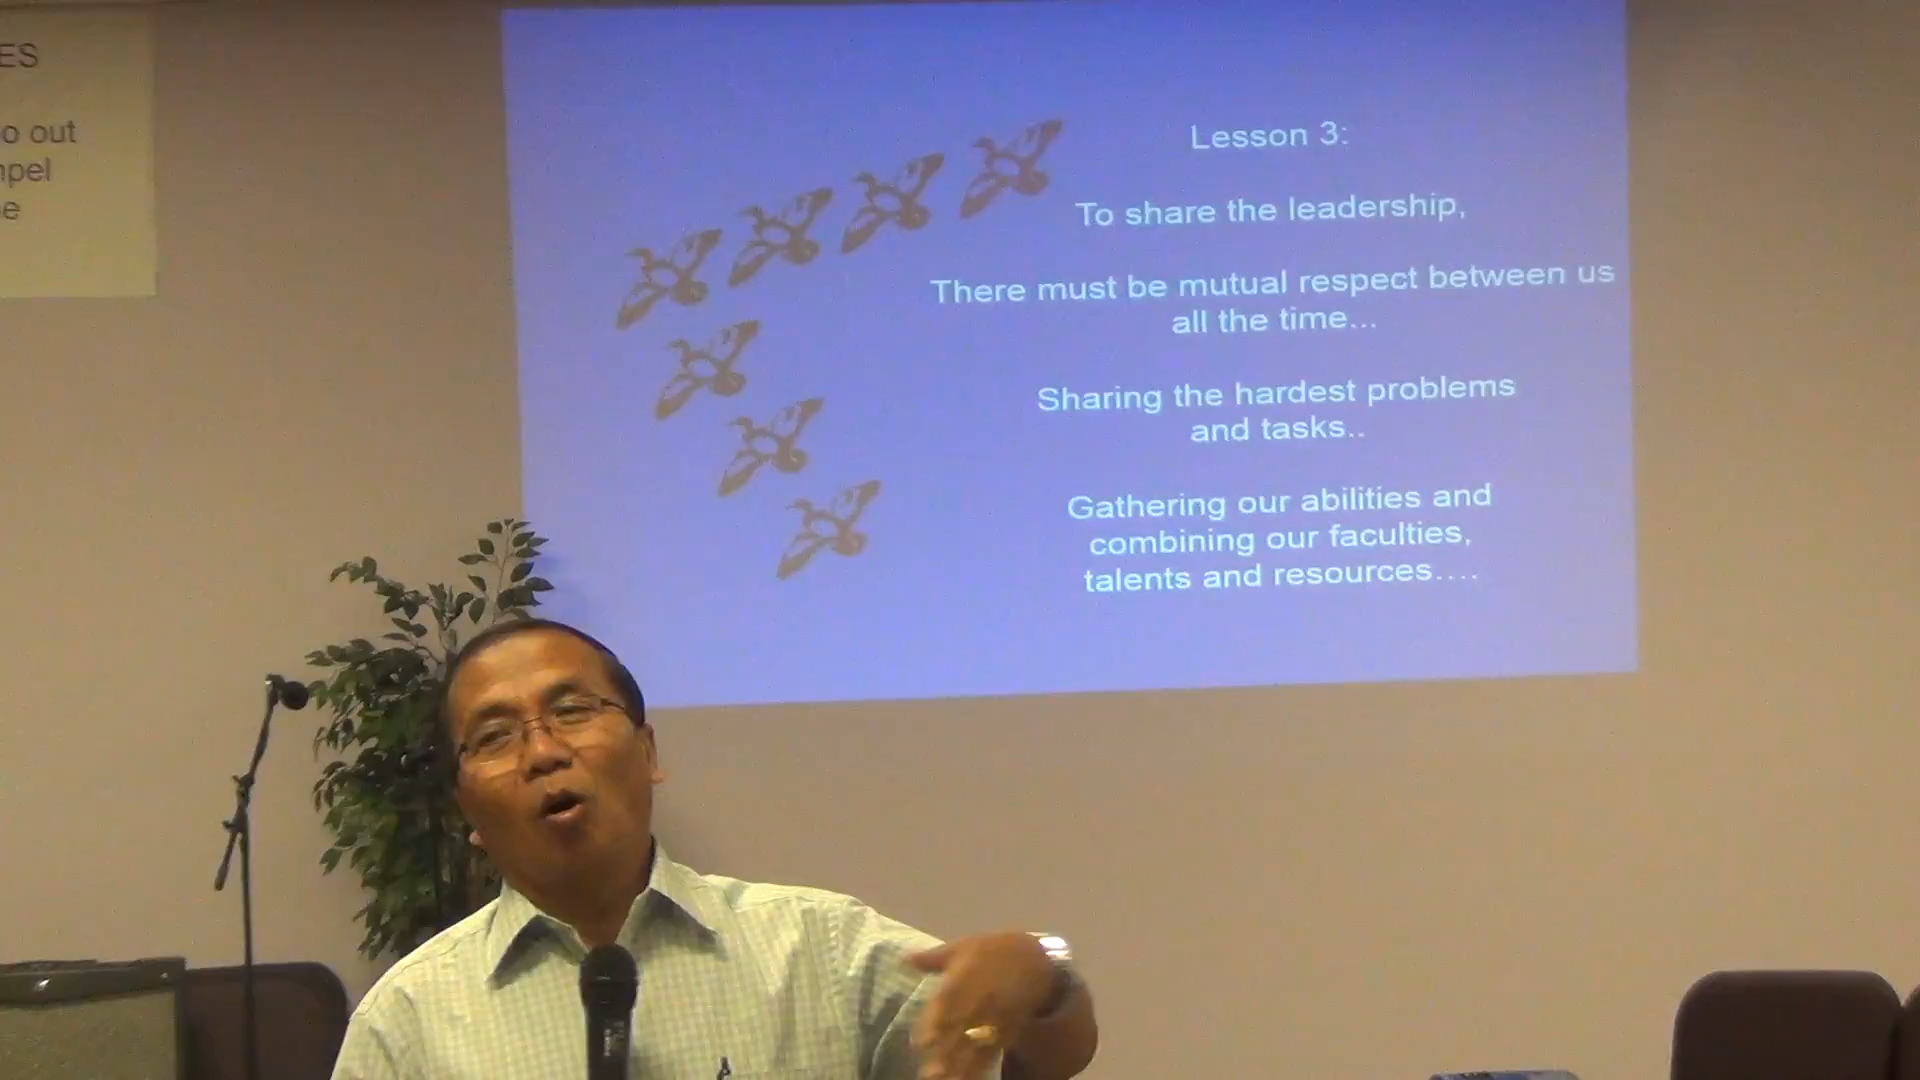 ES
o out
npel
e
Lesson 3:
To share the leadership,
There must be mutual respect between us
all the time...
Sharing the hardest problems
and tasks..
Gathering our abilities and
combining our faculties,
talents and resources....